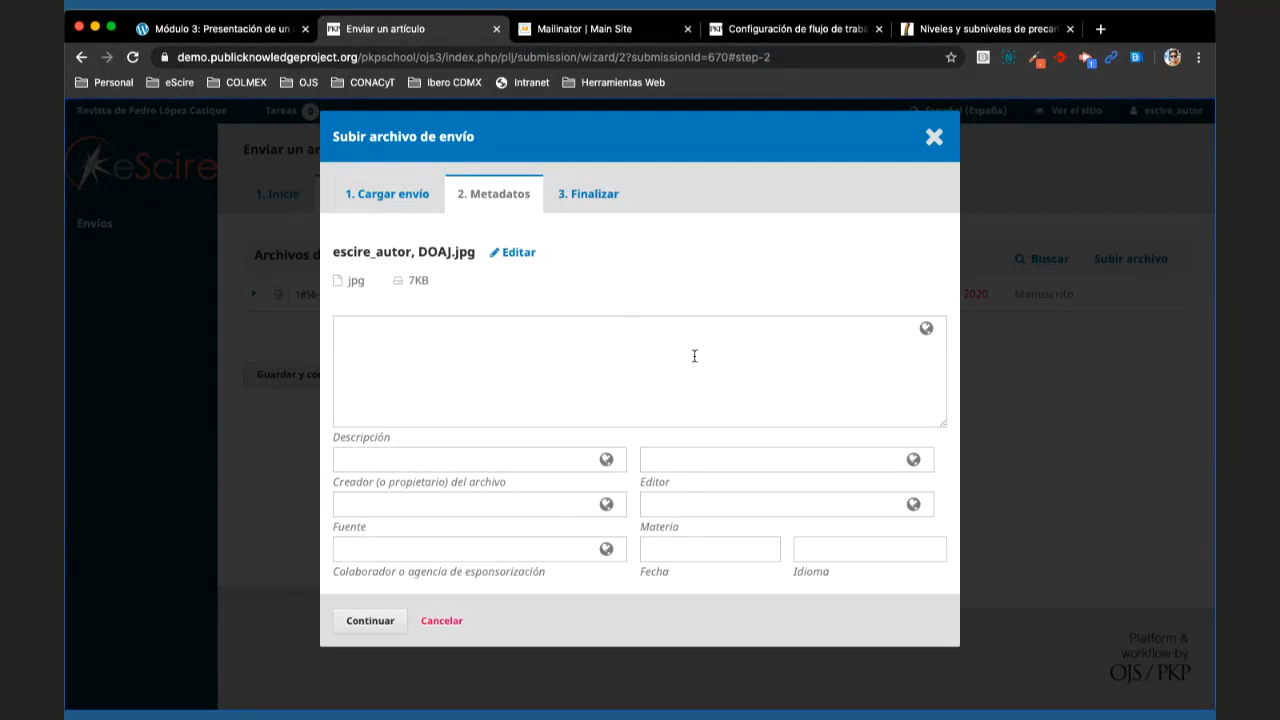 Módulo 3: Presentación de un
Enviar un artículo
Mailinator | Main Site
Configuración de flujo de traba
Niveles y subniveles de precar
demo.publicknowledgeproject.org/pkpschool/ojs3/index.php/plj/submission/wizard/2?submissionId=670#step-2
Personal
eScire
COLMEX
OJS
CONACyT
Ibero CDMX
Intranet
Herramientas Web
Revista de Pedro López Casique
Tareas 0
Español (España)
Ver el sitio
escire_autor
eScire
Enviar un ar
1. Inicio
Envíos
Archivos d
Buscar
Subir archivo
1856-
2020
Manuscrito
Guardar y co
Subir archivo de envío
1. Cargar envío
2. Metadatos
3. Finalizar
escire_autor, DOAJ.jpg
Editar
jpg
7KB
Descripción
Creador (o propietario) del archivo
Editor
Fuente
Materia
Colaborador o agencia de esponsorización
Fecha
Idioma
Continuar
Cancelar
Platform &
workflow by
OJS / PKP